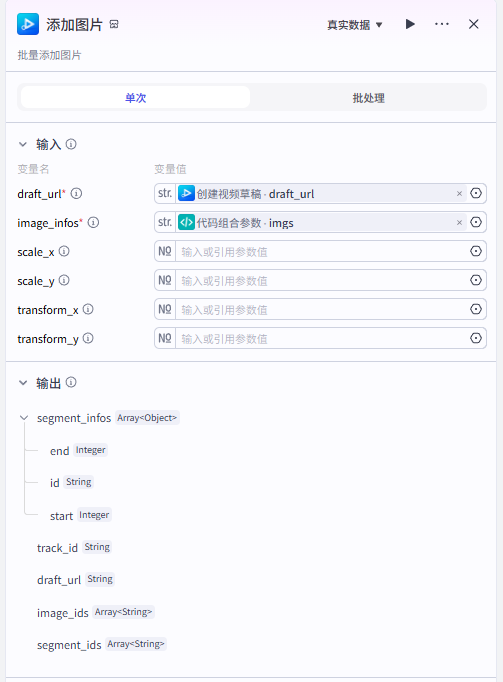 添加图片
真实数据
批量添加图片
单次 批处理
输入
变量名 变量值
draft_url* str. 创建视频草稿 · draft_url
image_infos* str. 代码组合参数 · imgs
scale_x № 输入或引用参数值
scale_y № 输入或引用参数值
transform_x № 输入或引用参数值
transform_y № 输入或引用参数值
输出
segment_infos Array<Object>
end Integer
id String
start Integer
track_id String
draft_url String
image_ids Array<String>
segment_ids Array<String>